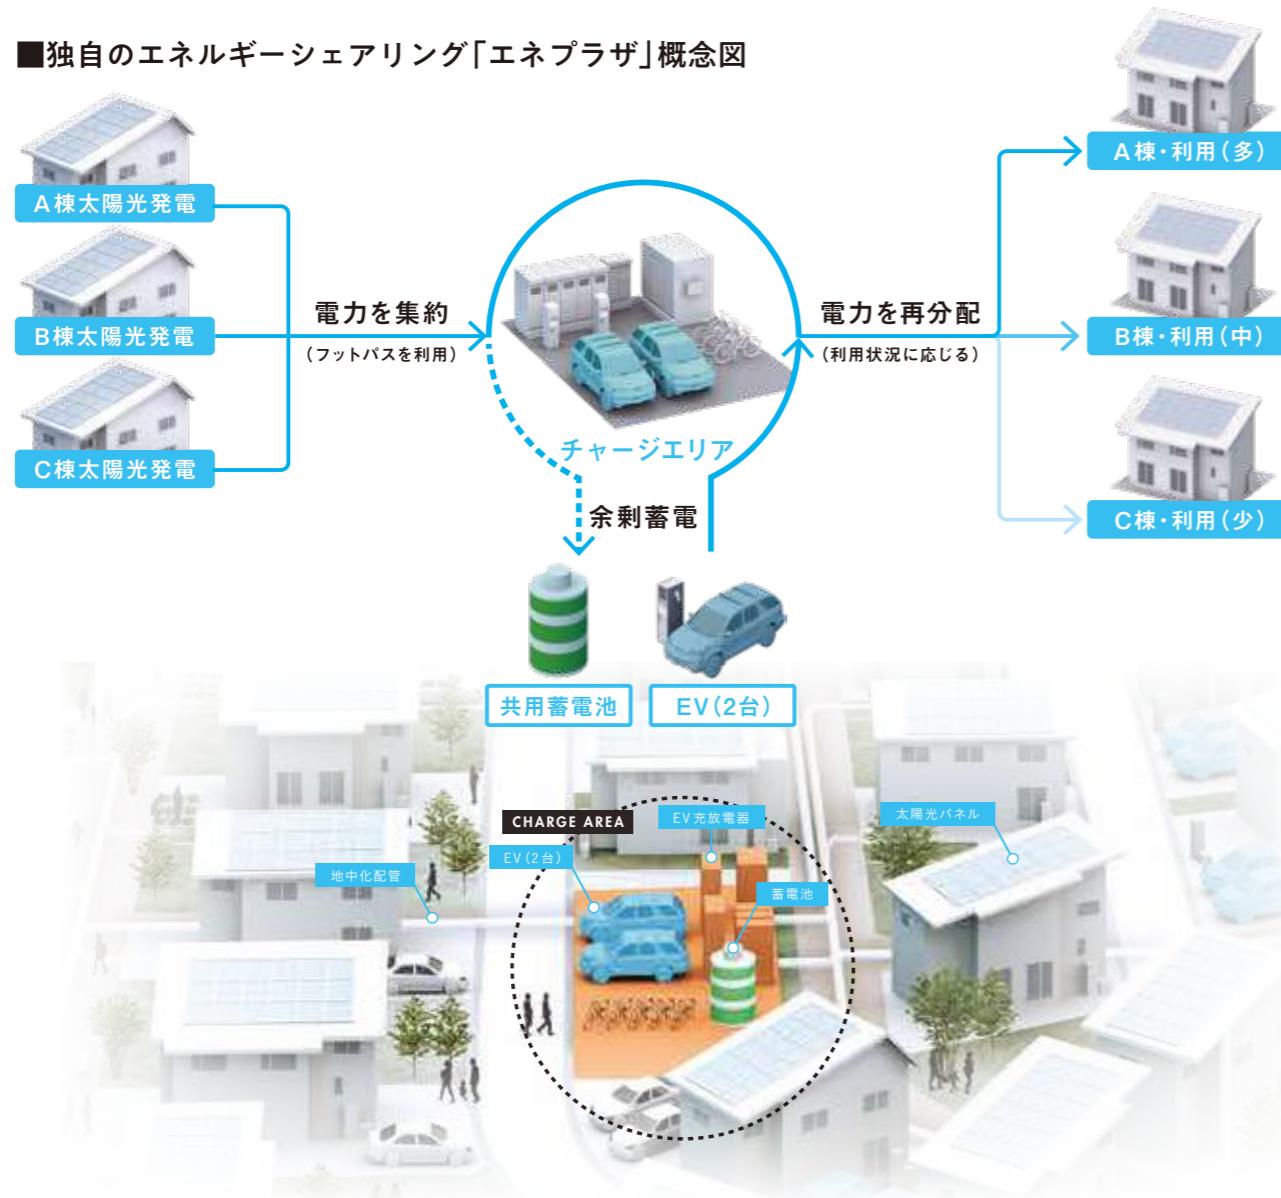 ■独自のエネルギーシェアリング「エネプラザ」概念図
A棟太陽光発電
B棟太陽光発電
C棟太陽光発電
電力を集約
(フットパスを利用)
チャージエリア
電力を再分配
(利用状況に応じる)
A棟・利用(多)
B棟・利用(中)
C棟・利用(少)
余剰蓄電
共用蓄電池
EV(2台)
CHARGE AREA
EV充放電器
太陽光パネル
EV(2台)
地中化配管
蓄電池